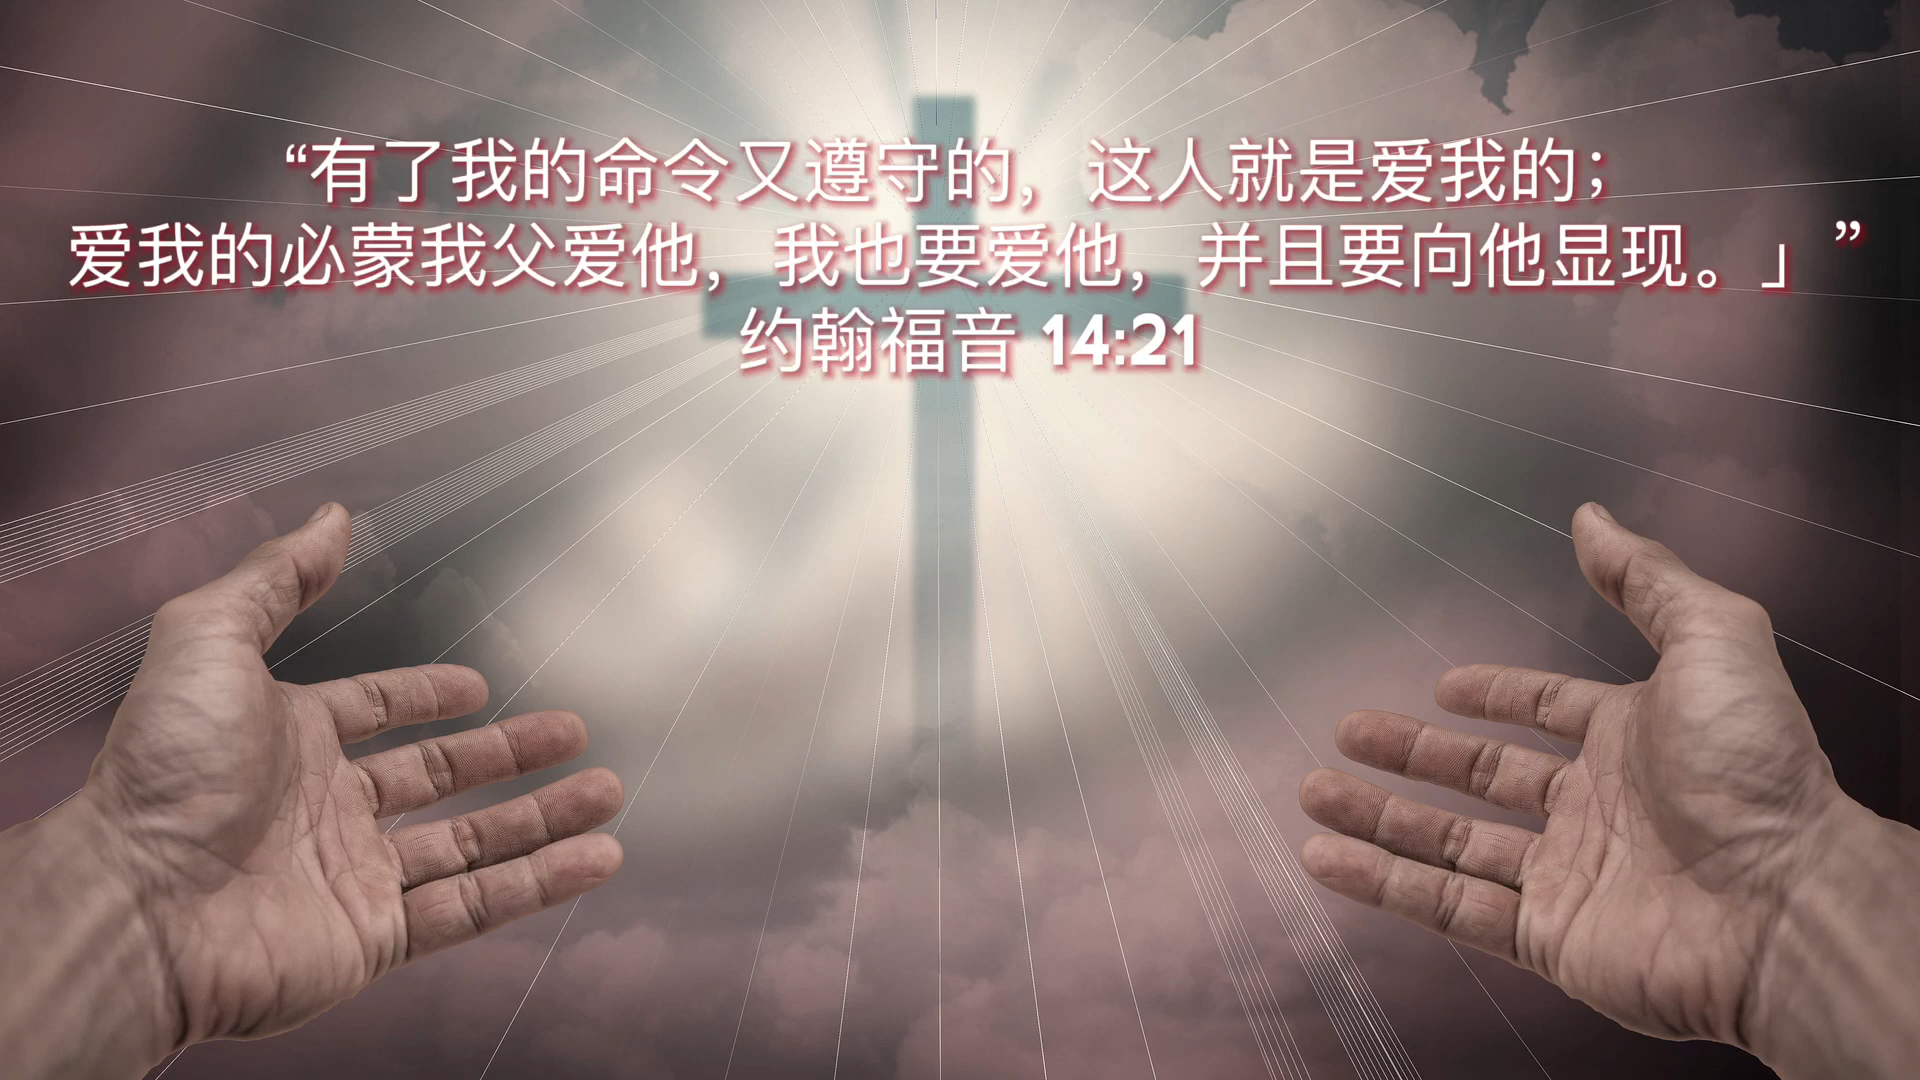 “有了我的命令又遵守的，这人就是爱我的；
爱我的必蒙我父爱他，我也要爱他，并且要向他显现。」”
约翰福音 14:21